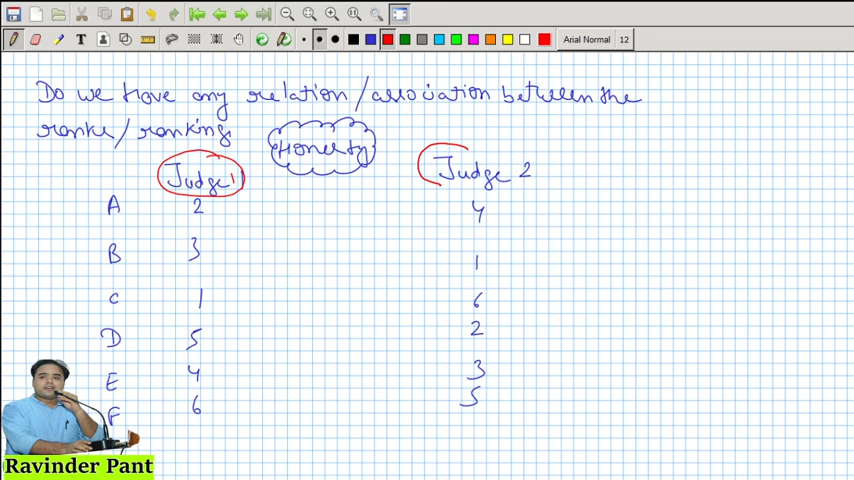 Arial Normal 12
Do we have any relation/association between the
ranks/ranking
Honesty
Judge 1 Judge 2
A 2 4
B 3 1
C 1 6
D 5 2
E 4 3
F 6 5
Ravinder Pant